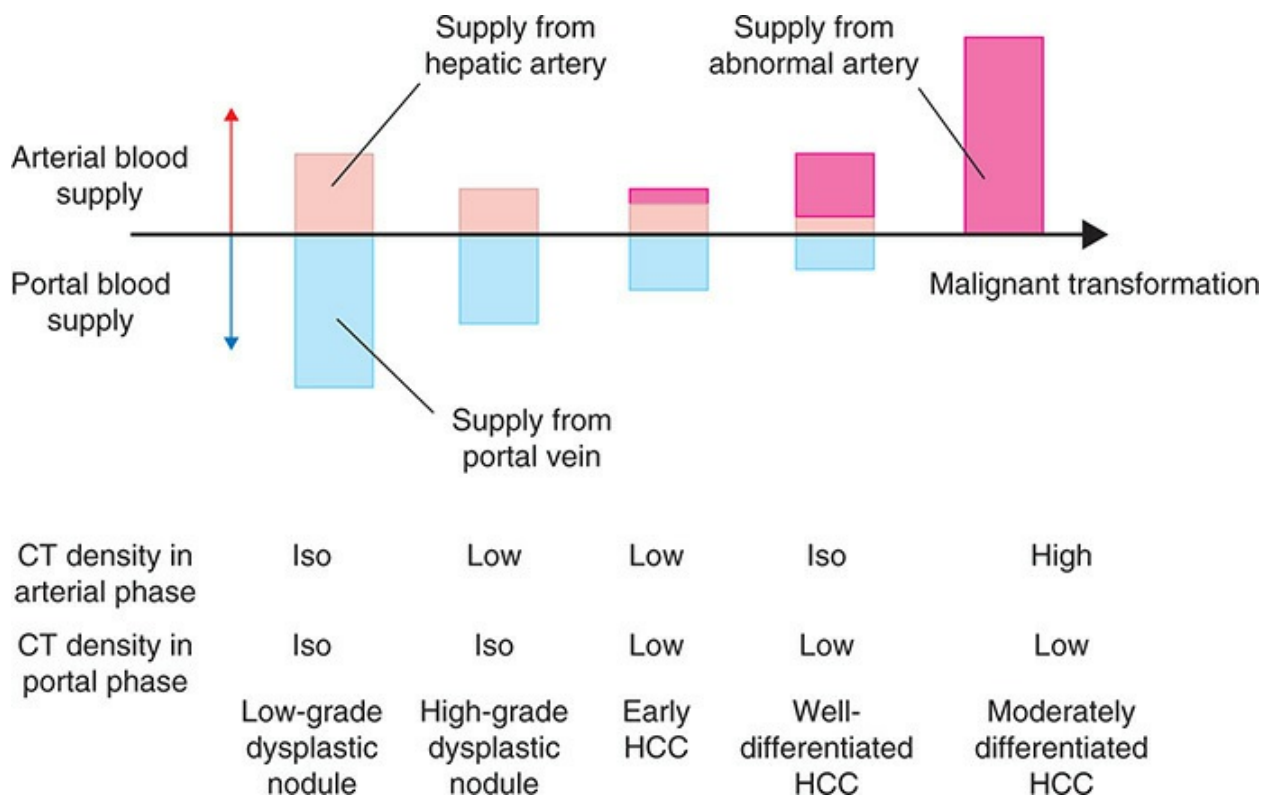 Supply from
hepatic artery
Supply from
abnormal artery
Arterial blood
supply
Portal blood
supply
Malignant transformation
Supply from
portal vein
CT density in
arterial phase
Iso
Low
Low
Iso
High
CT density in
portal phase
Iso
Iso
Low
Low
Low
Low-grade
dysplastic
nodule
High-grade
dysplastic
nodule
Early
HCC
Well-
differentiated
HCC
Moderately
differentiated
HCC